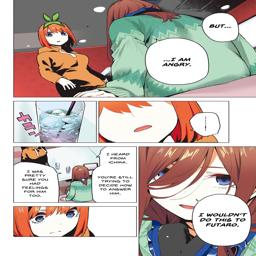 BUT...
...I AM
ANGRY.
...
I HEARD
FROM
ICHIKA.
YOU'RE STILL
TRYING TO
DECIDE HOW
TO ANSWER
HIM.
I WAS
PRETTY
SURE YOU
HAD
FEELINGS
FOR HIM
TOO.
I WOULDN'T
DO THIS TO
FUTARO.